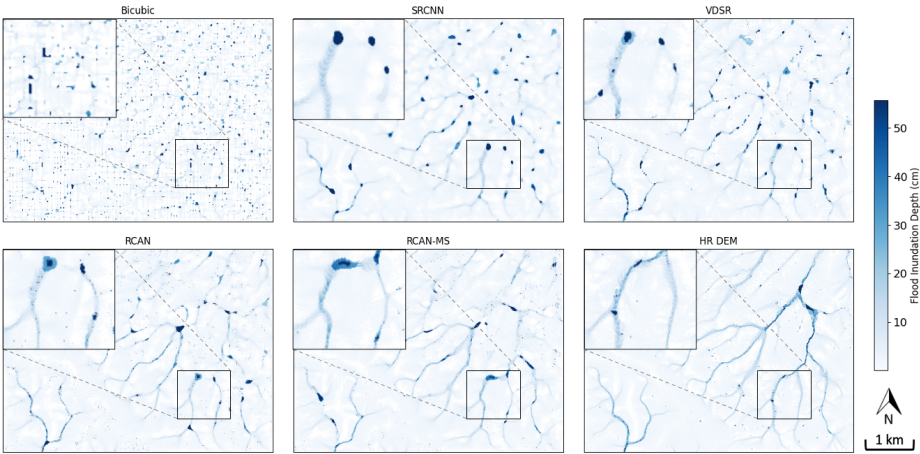 Bicubic
SRCNN
VDSR
RCAN
RCAN-MS
HR DEM
50
40
30
20
10
Flood Inundation Depth (cm)
N
1 km